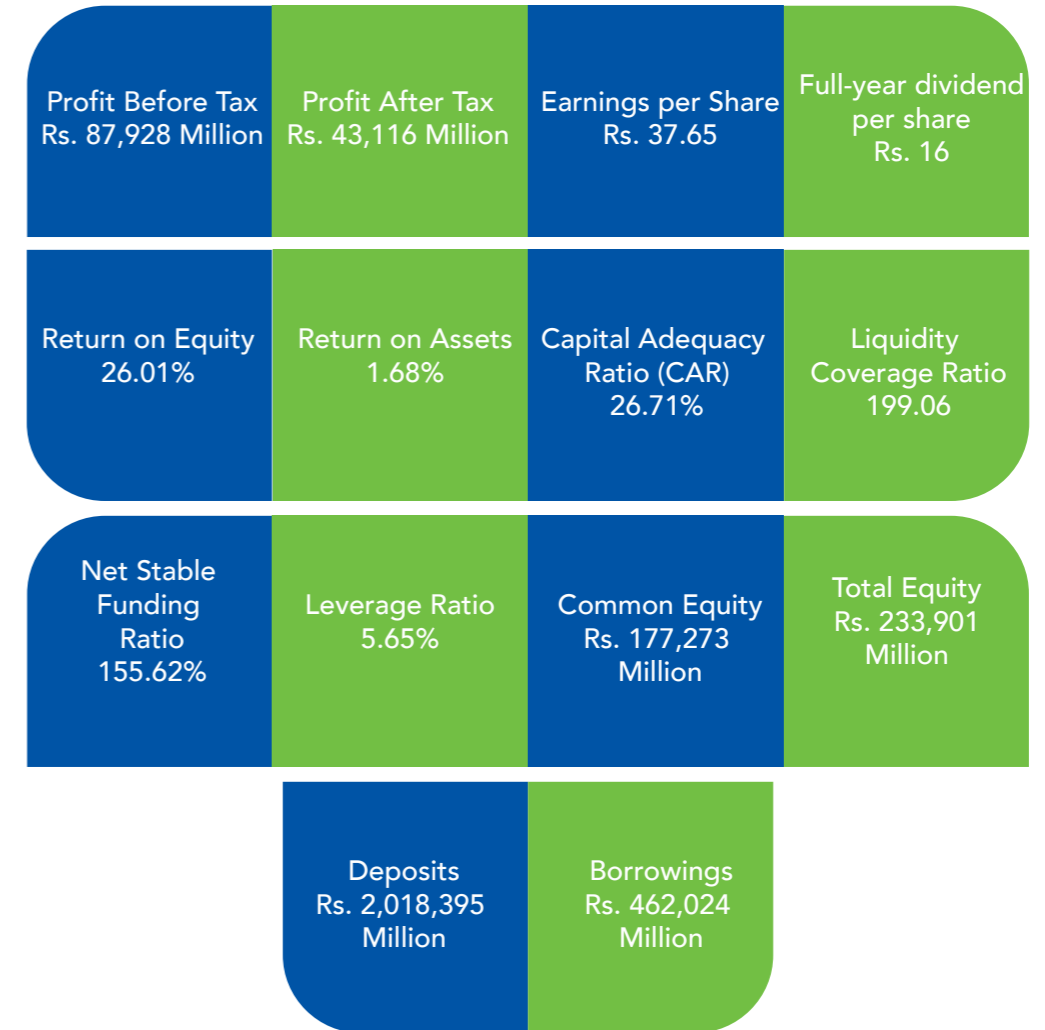 Profit Before Tax
Rs. 87,928 Million
Profit After Tax
Rs. 43,116 Million
Earnings per Share
Rs. 37.65
Full-year dividend
per share
Rs. 16
Return on Equity
26.01%
Return on Assets
1.68%
Capital Adequacy
Ratio (CAR)
26.71%
Liquidity
Coverage Ratio
199.06
Net Stable
Funding
Ratio
155.62%
Leverage Ratio
5.65%
Common Equity
Rs. 177,273
Million
Total Equity
Rs. 233,901
Million
Deposits
Rs. 2,018,395
Million
Borrowings
Rs. 462,024
Million